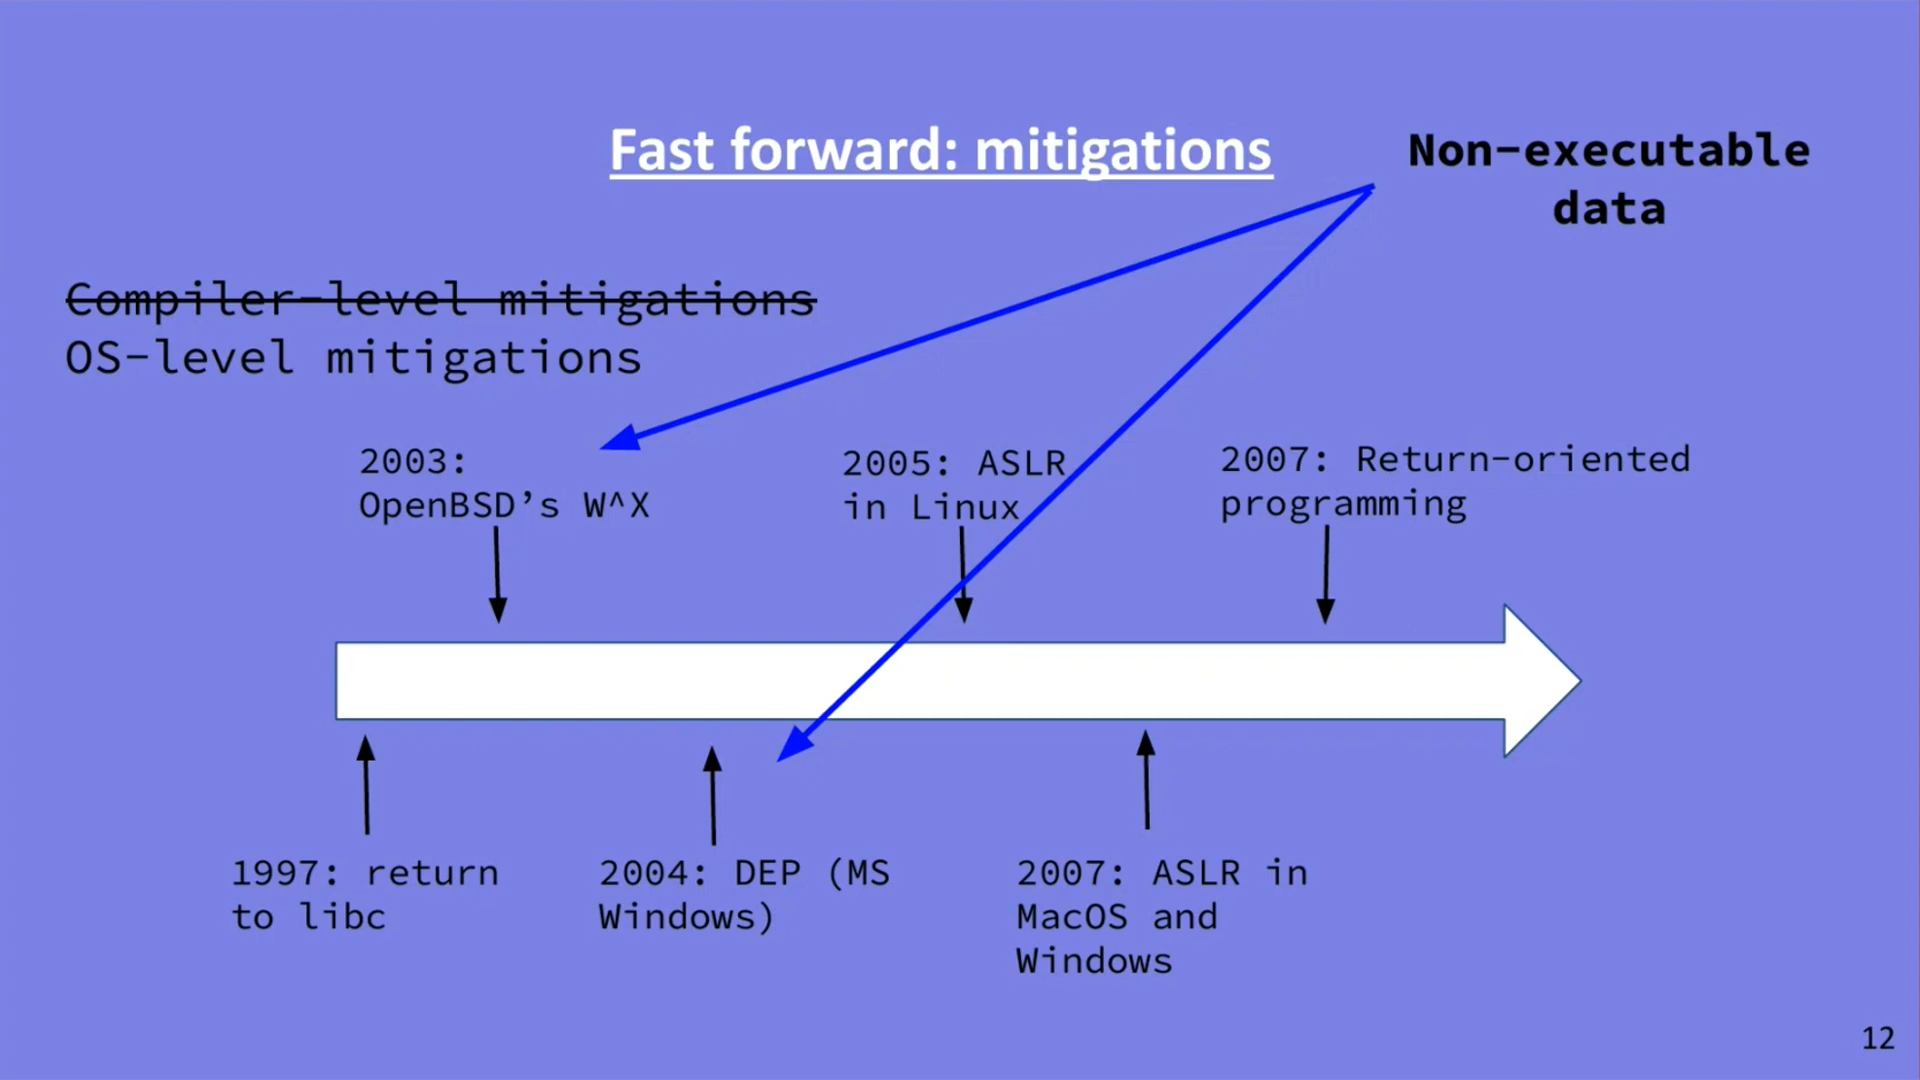 Fast forward: mitigations
Non-executable
data
Compiler-level mitigations
OS-level mitigations
2003:
OpenBSD’s W^X
2005: ASLR
in Linux
2007: Return-oriented
programming
1997: return
to libc
2004: DEP (MS
Windows)
2007: ASLR in
MacOS and
Windows
12